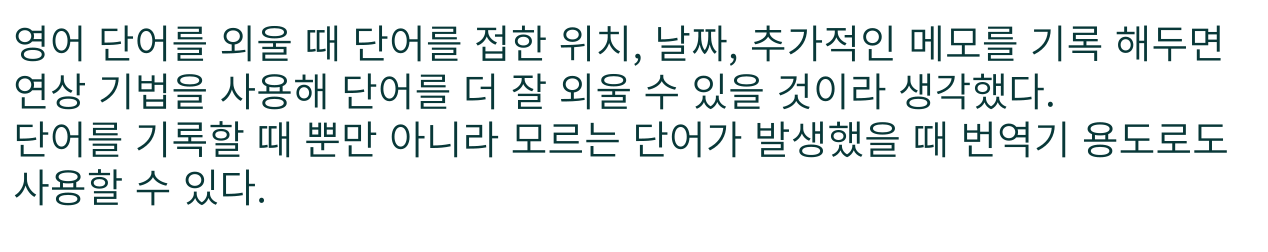 영어 단어를 외울 때 단어를 접한 위치, 날짜, 추가적인 메모를 기록 해두면
연상 기법을 사용해 단어를 더 잘 외울 수 있을 것이라 생각했다.
단어를 기록할 때 뿐만 아니라 모르는 단어가 발생했을 때 번역기 용도로도
사용할 수 있다.